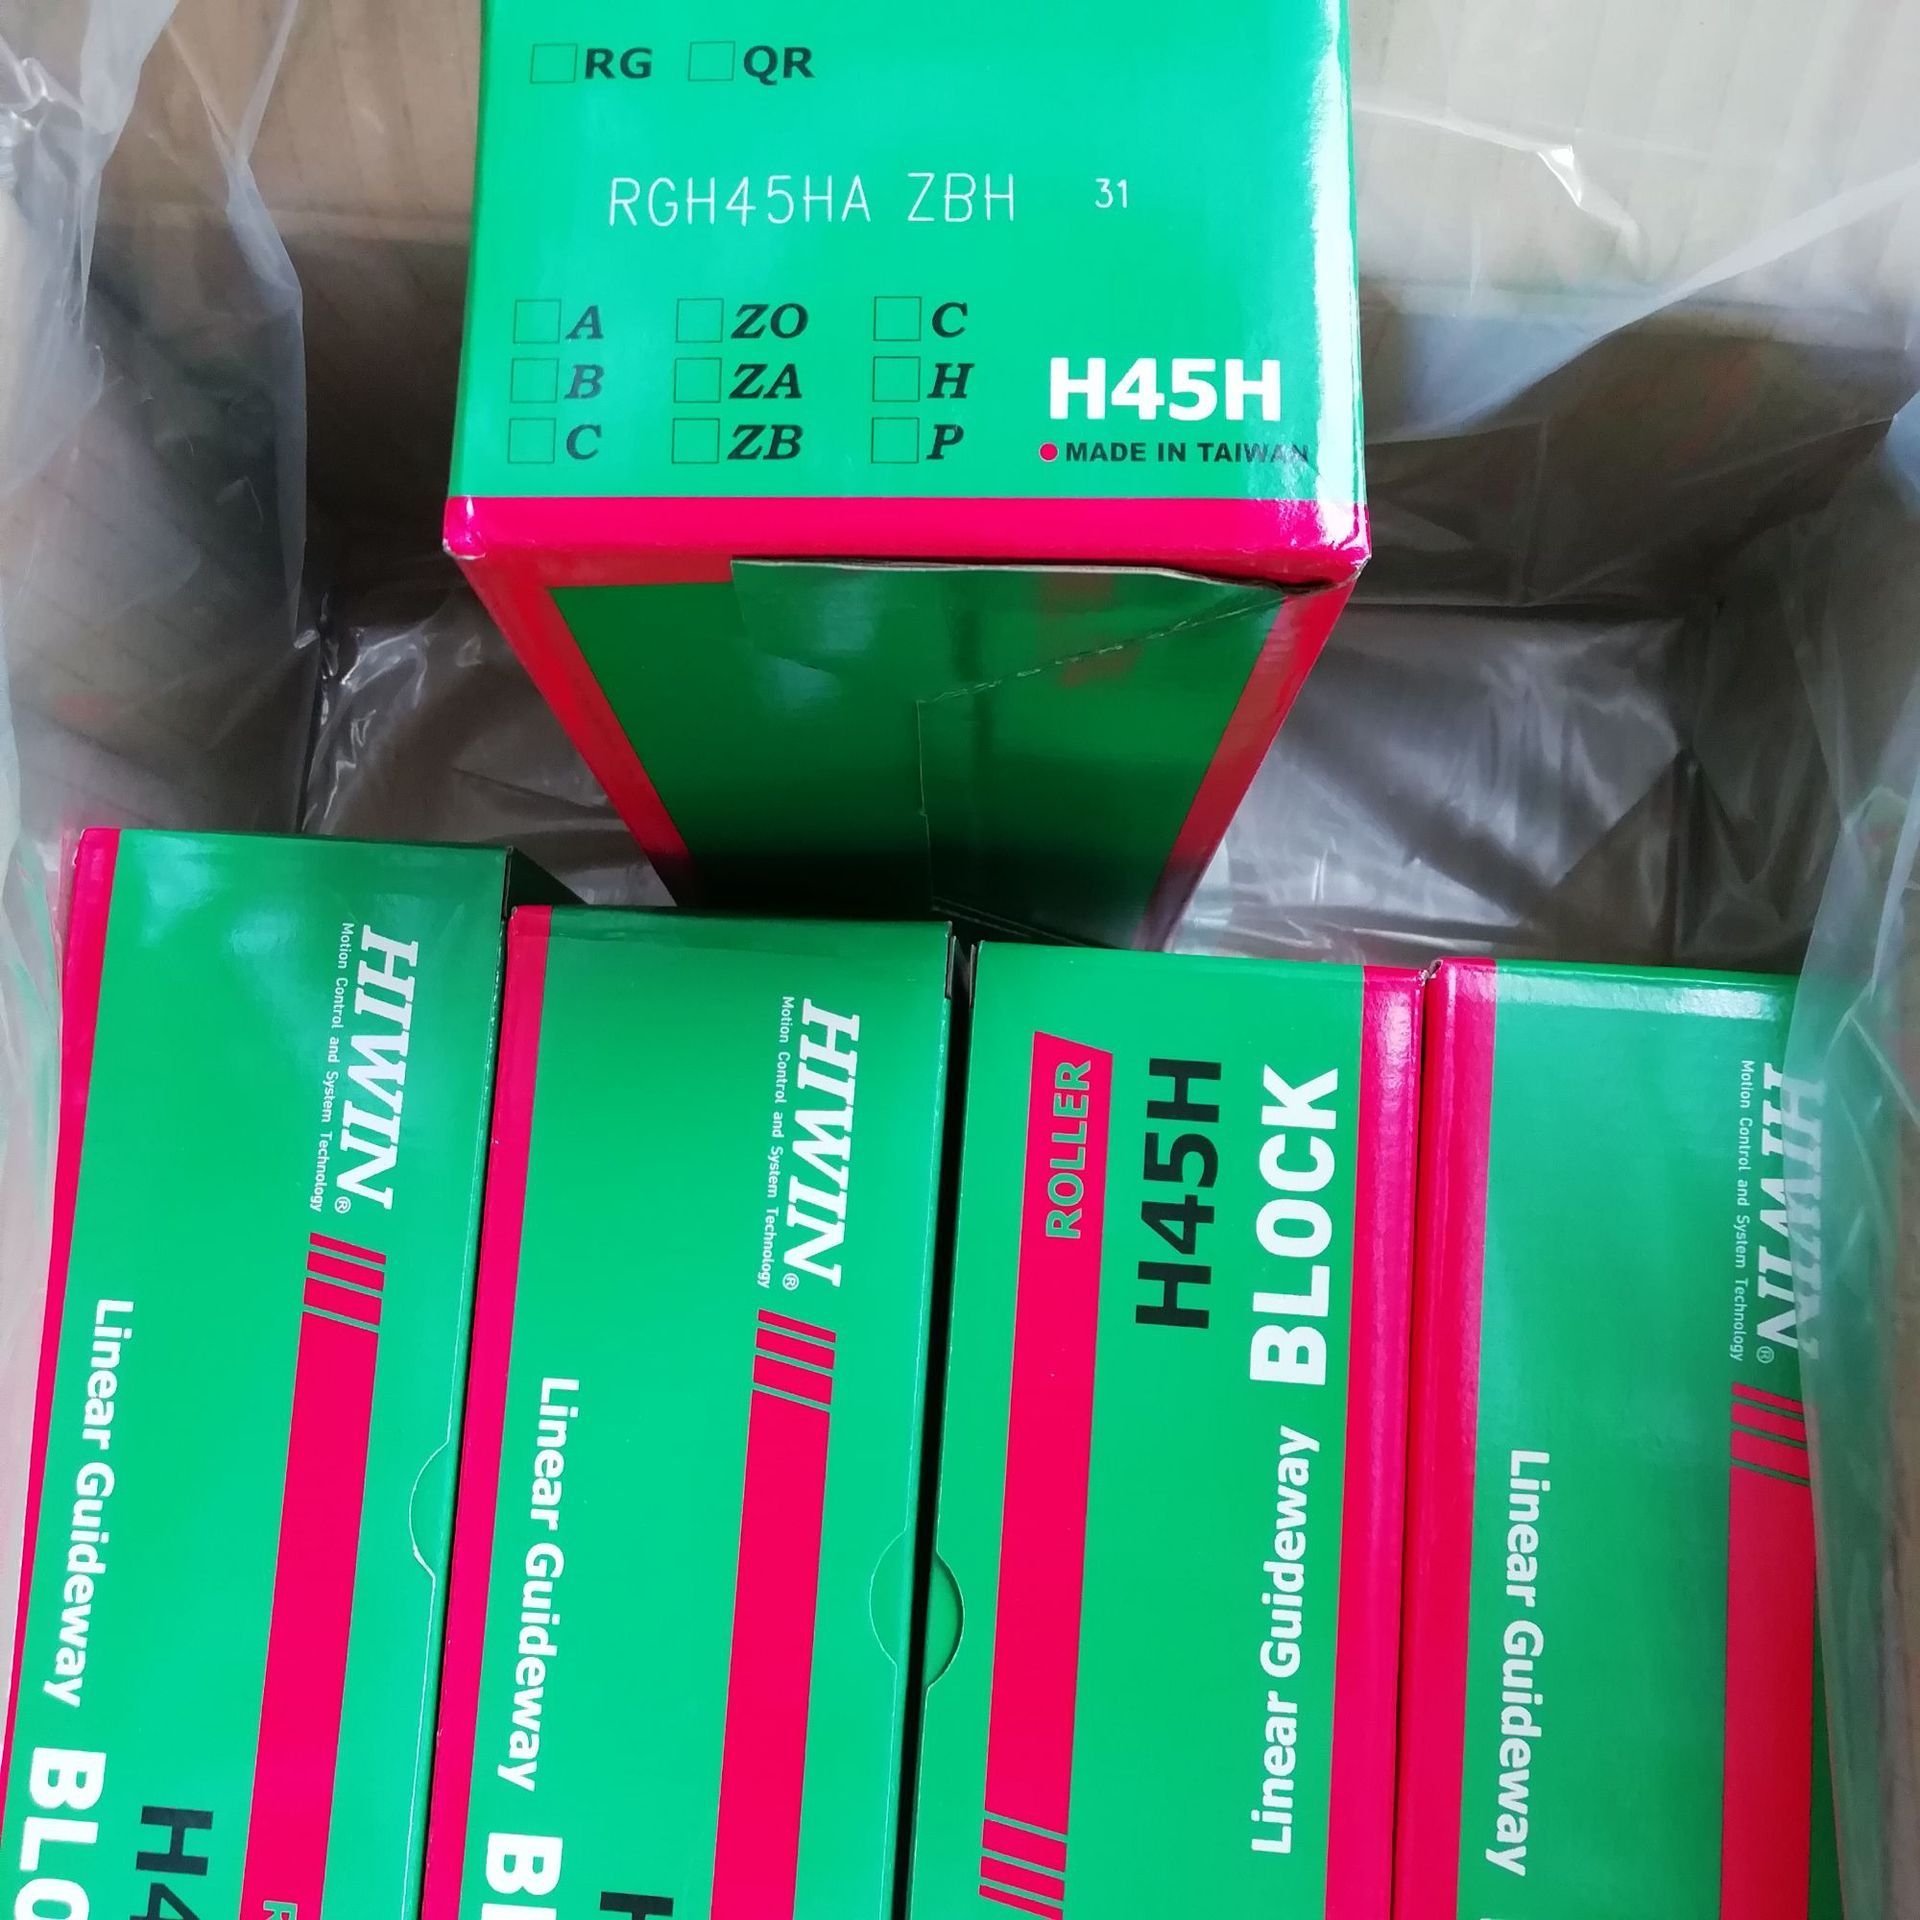 RG QR
RGH45HA ZBH 31
A ZO C
B ZA H
C ZB P
H45H
MADE IN TAIWAN
HIWIN®
Motion Control and System Technology
Linear Guideway
HIWIN®
Motion Control and System Technology
Linear Guideway
ROLLER
H45H
Linear Guideway BLOCK
HIWIN®
Motion Control and System Technology
Linear Guideway